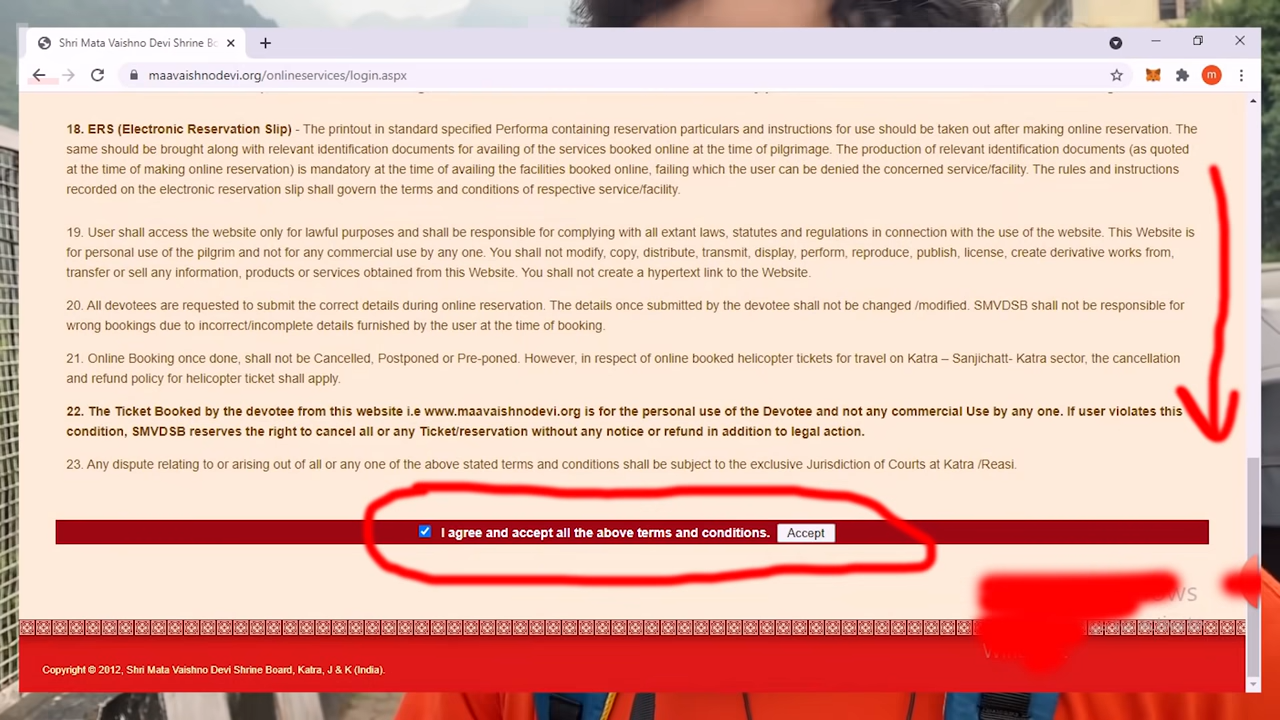 Shri Mata Vaishno Devi Shrine Bo
maavaishnodevi.org/onlineservices/login.aspx
m
18. ERS (Electronic Reservation Slip) - The printout in standard specified Performa containing reservation particulars and instructions for use should be taken out after making online reservation. The
same should be brought along with relevant identification documents for availing of the services booked online at the time of pilgrimage. The production of relevant identification documents (as quoted
at the time of making online reservation) is mandatory at the time of availing the facilities booked online, failing which the user can be denied the concerned service/facility. The rules and instructions
recorded on the electronic reservation slip shall govern the terms and conditions of respective service/facility.
19. User shall access the website only for lawful purposes and shall be responsible for complying with all extant laws, statutes and regulations in connection with the use of the website. This Website is
for personal use of the pilgrim and not for any commercial use by any one. You shall not modify, copy, distribute, transmit, display, perform, reproduce, publish, license, create derivative works from,
transfer or sell any information, products or services obtained from this Website. You shall not create a hypertext link to the Website.
20. All devotees are requested to submit the correct details during online reservation. The details once submitted by the devotee shall not be changed /modified. SMVDSB shall not be responsible for
wrong bookings due to incorrect/incomplete details furnished by the user at the time of booking.
21. Online Booking once done, shall not be Cancelled, Postponed or Pre-poned. However, in respect of online booked helicopter tickets for travel on Katra – Sanjichatt- Katra sector, the cancellation
and refund policy for helicopter ticket shall apply.
22. The Ticket Booked by the devotee from this website i.e www.maavaishnodevi.org is for the personal use of the Devotee and not any commercial Use by any one. If user violates this
condition, SMVDSB reserves the right to cancel all or any Ticket/reservation without any notice or refund in addition to legal action.
23. Any dispute relating to or arising out of all or any one of the above stated terms and conditions shall be subject to the exclusive Jurisdiction of Courts at Katra /Reasi.
I agree and accept all the above terms and conditions. Accept
Copyright © 2012, Shri Mata Vaishno Devi Shrine Board, Katra, J & K (India).